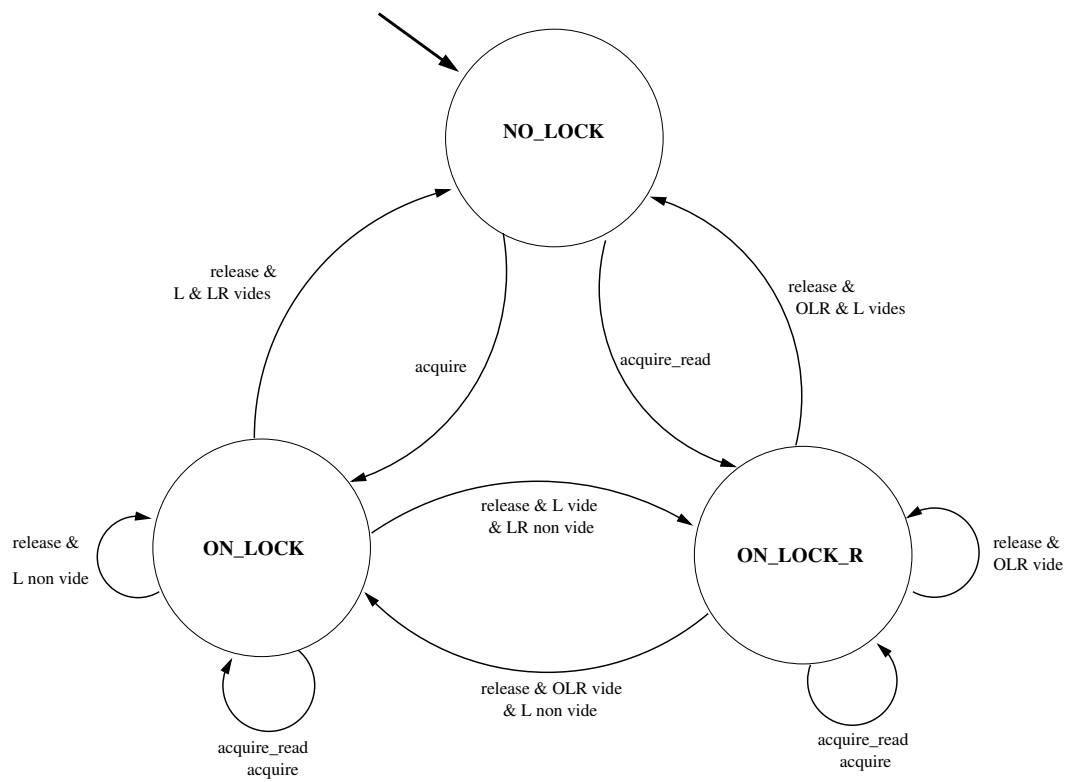 NO_LOCK
release &
L & LR vides
release &
OLR & L vides
acquire
acquire_read
release & L vide
& LR non vide
release &
L non vide
ON_LOCK
ON_LOCK_R
release &
OLR vide
release & OLR vide
& L non vide
acquire_read
acquire
acquire_read
acquire